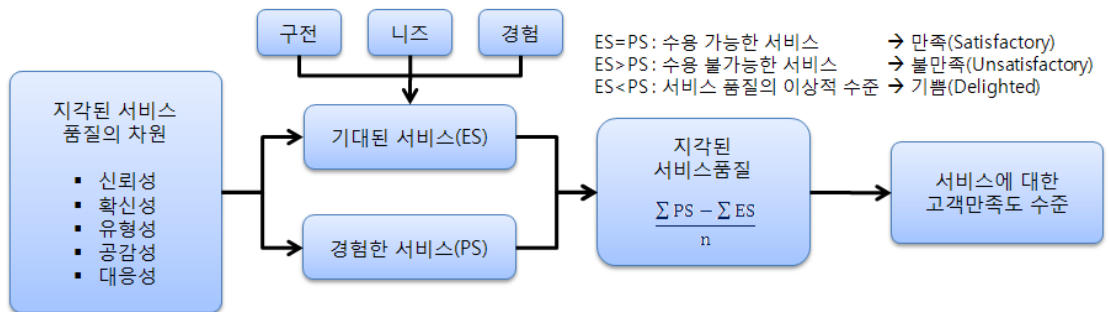 구전
니즈
경험
ES=PS : 수용 가능한 서비스 → 만족(Satisfactory)
ES>PS : 수용 불가능한 서비스 → 불만족(Unsatisfactory)
ES<PS : 서비스 품질의 이상적 수준 → 기쁨(Delighted)
지각된 서비스
품질의 차원
▪ 신뢰성
▪ 확신성
▪ 유형성
▪ 공감성
▪ 대응성
기대된 서비스(ES)
경험한 서비스(PS)
지각된
서비스품질
∑ PS − ∑ ES
n
서비스에 대한
고객만족도 수준